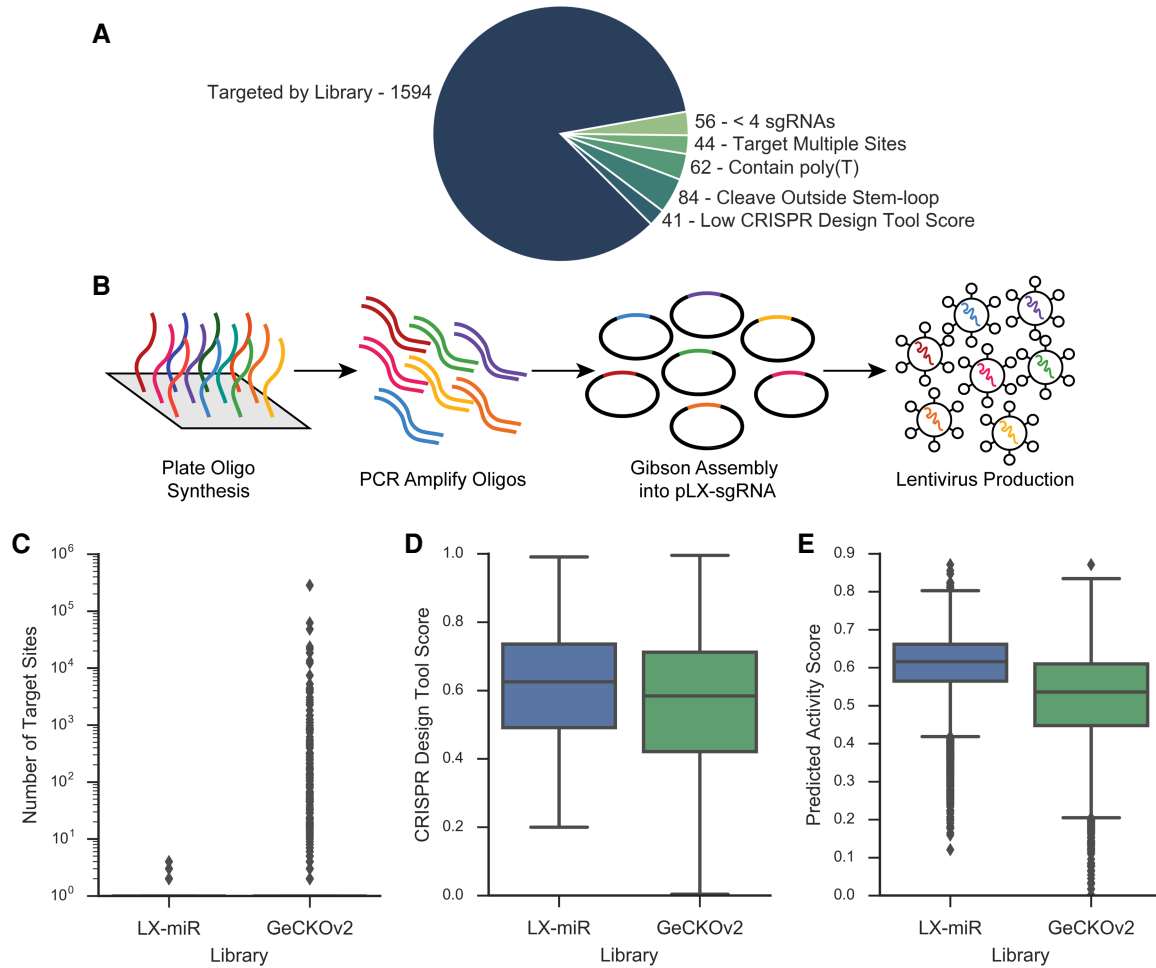 A
Targeted by Library - 1594
56 - < 4 sgRNAs
44 - Target Multiple Sites
62 - Contain poly(T)
84 - Cleave Outside Stem-loop
41 - Low CRISPR Design Tool Score
B
Plate Oligo
Synthesis
PCR Amplify Oligos
Gibson Assembly
into pLX-sgRNA
Lentivirus Production
C
Number of Target Sites
10^6
10^5
10^4
10^3
10^2
10^1
10^0
LX-miR
GeCKOv2
Library
D
CRISPR Design Tool Score
1.0
0.8
0.6
0.4
0.2
0.0
LX-miR
GeCKOv2
Library
E
Predicted Activity Score
0.9
0.8
0.7
0.6
0.5
0.4
0.3
0.2
0.1
0.0
LX-miR
GeCKOv2
Library